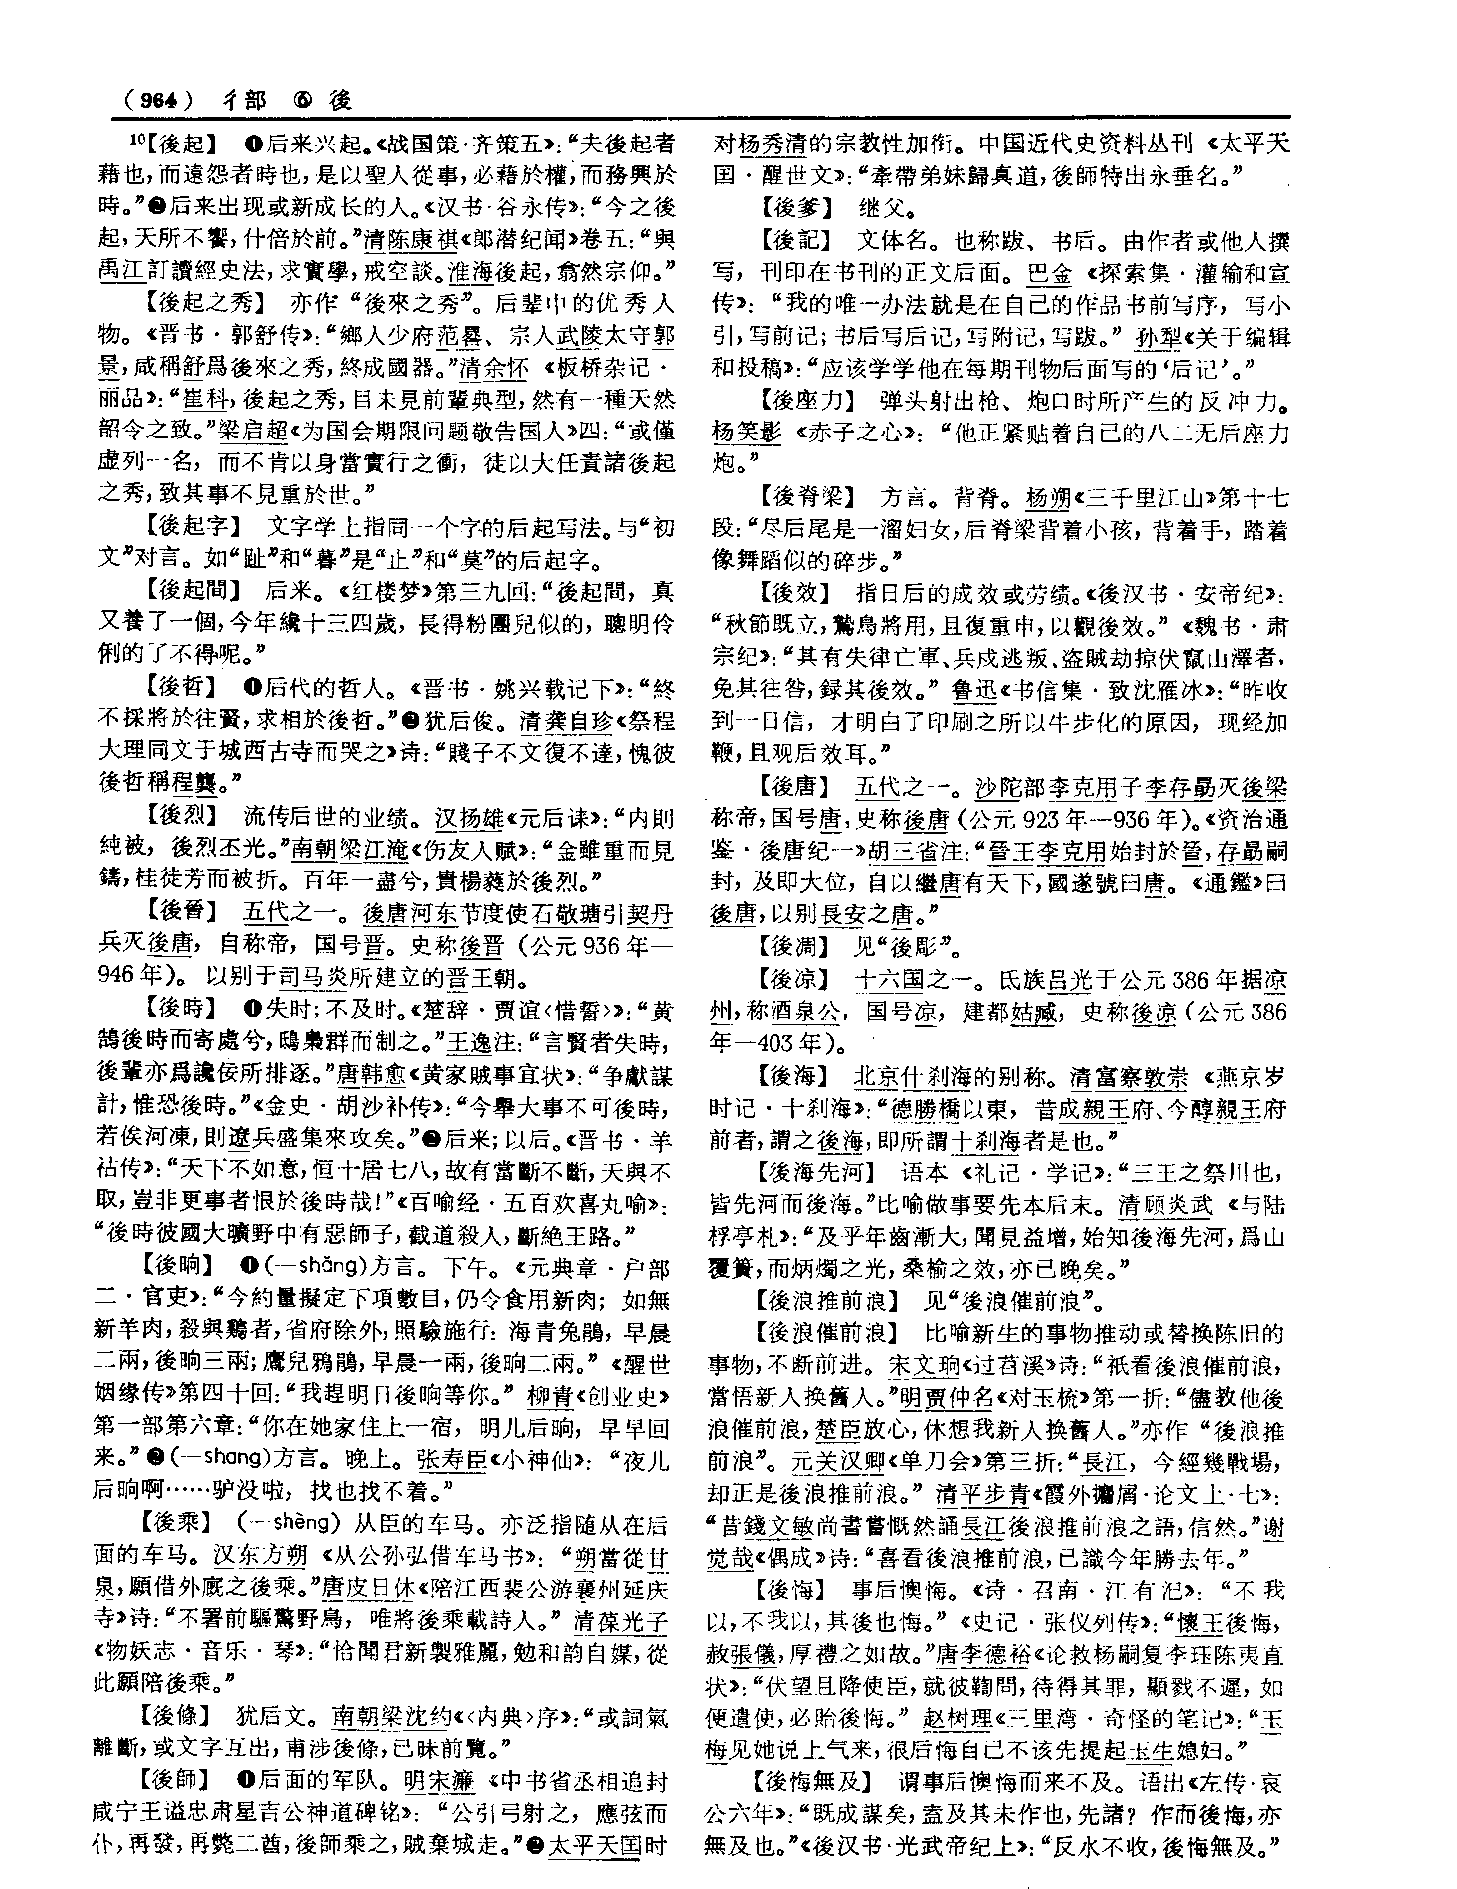 （964） 彳部 ⑥ 後
¹⁰【後起】 ❶后来兴起。《战国策·齐策五》：“夫後起者
藉也，而遠怨者時也，是以聖人從事，必藉於權，而務興於
時。”❷后来出现或新成长的人。《汉书·谷永传》：“今之後
起，天所不饗，什倍於前。”清陈康祺《郎潜纪闻》卷五：“與
禹江訂讀經史法，求實學，戒空談。淮海後起，翕然宗仰。”
【後起之秀】 亦作“後來之秀”。后辈中的优秀人
物。《晋书·郭舒传》：“鄉人少府范晷、宗人武陵太守郭
景，咸稱舒爲後來之秀，終成國器。”清余怀《板桥杂记·
丽品》：“崔科，後起之秀，目未見前輩典型，然有一種天然
韶令之致。”梁启超《为国会期限问题敬告国人》四：“或僅
虚列一名，而不肯以身當實行之衝，徒以大任責諸後起
之秀，致其事不見重於世。”
【後起字】 文字学上指同一个字的后起写法。与“初
文”对言。如“趾”和“暮”是“止”和“莫”的后起字。
【後起間】 后来。《红楼梦》第三九回：“後起間，真
又養了一個，今年纔十三四歲，長得粉團兒似的，聰明伶
俐的了不得呢。”
【後哲】 ❶后代的哲人。《晋书·姚兴载记下》：“終
不採將於往賢，求相於後哲。”❷犹后俊。清龚自珍《祭程
大理同文于城西古寺而哭之》诗：“賤子不文復不達，愧彼
後哲稱程龔。”
【後烈】 流传后世的业绩。汉扬雄《元后诔》：“内則
純被，後烈丕光。”南朝梁江淹《伤友人赋》：“金雖重而見
鑄，桂徒芳而被折。百年一盡兮，貴楊蕤於後烈。”
【後晉】 五代之一。後唐河东节度使石敬瑭引契丹
兵灭後唐，自称帝，国号晋。史称後晋（公元936年—
946年）。以别于司马炎所建立的晋王朝。
【後時】 ❶失时；不及时。《楚辞·贾谊〈惜誓〉》：“黄
鵠後時而寄處兮，鴟梟群而制之。”王逸注：“言賢者失時，
後輩亦爲讒佞所排逐。”唐韩愈《黄家贼事宜状》：“争獻謀
計，惟恐後時。”《金史·胡沙补传》：“今舉大事不可後時，
若俟河凍，則遼兵盛集來攻矣。”❷后来；以后。《晋书·羊
祜传》：“天下不如意，恒十居七八，故有當斷不斷，天與不
取，豈非更事者恨於後時哉！”《百喻经·五百欢喜丸喻》：
“後時彼國大曠野中有惡師子，截道殺人，斷絶王路。”
【後晌】 ❶（—shǎng）方言。下午。《元典章·户部
二·官吏》：“今約量擬定下項數目，仍令食用新肉；如無
新羊肉，殺與鷄者，省府除外，照驗施行：海青兔鶻，早晨
二兩，後晌三兩；鷹兒鴉鶻，早晨一兩，後晌二兩。”《醒世
姻缘传》第四十回：“我趕明日後晌等你。”柳青《创业史》
第一部第六章：“你在她家住上一宿，明儿后晌，早早回
来。”❷（—shang）方言。晚上。张寿臣《小神仙》：“夜儿
后晌啊……驴没啦，找也找不着。”
【後乘】 （—shèng）从臣的车马。亦泛指随从在后
面的车马。汉东方朔《从公孙弘借车马书》：“朔當從甘
泉，願借外廐之後乘。”唐皮日休《陪江西裴公游襄州延庆
寺》诗：“不署前驅驚野鳥，唯將後乘載詩人。”清葆光子
《物妖志·音乐·琴》：“恰聞君新製雅麗，勉和韵自媒，從
此願陪後乘。”
【後條】 犹后文。南朝梁沈约《〈内典〉序》：“或詞氣
離斷，或文字互出，甫涉後條，已昧前覽。”
【後師】 ❶后面的军队。明宋濂《中书省丞相追封
咸宁王谥忠肃星吉公神道碑铭》：“公引弓射之，應弦而
仆，再發，再斃二酋，後師乘之，賊棄城走。”❷太平天国时
对杨秀清的宗教性加衔。中国近代史资料丛刊《太平天
国·醒世文》：“牽帶弟妹歸真道，後師特出永垂名。”
【後爹】 继父。
【後記】 文体名。也称跋、书后。由作者或他人撰
写，刊印在书刊的正文后面。巴金《探索集·灌输和宣
传》：“我的唯一办法就是在自己的作品书前写序，写小
引，写前记；书后写后记，写附记，写跋。”孙犁《关于编辑
和投稿》：“应该学学他在每期刊物后面写的‘后记’。”
【後座力】 弹头射出枪、炮口时所产生的反冲力。
杨笑影《赤子之心》：“他正紧贴着自己的八二无后座力
炮。”
【後脊梁】 方言。背脊。杨朔《三千里江山》第十七
段：“尽后尾是一溜妇女，后脊梁背着小孩，背着手，踏着
像舞蹈似的碎步。”
【後效】 指日后的成效或劳绩。《後汉书·安帝纪》：
“秋節既立，鷙鳥將用，且復重申，以觀後效。”《魏书·肃
宗纪》：“其有失律亡軍、兵戍逃叛、盗賊劫掠伏竄山澤者，
免其往咎，録其後效。”鲁迅《书信集·致沈雁冰》：“昨收
到一日信，才明白了印刷之所以牛步化的原因，现经加
鞭，且观后效耳。”
【後唐】 五代之一。沙陀部李克用子李存勗灭後梁
称帝，国号唐，史称後唐（公元923年—936年）。《资治通
鉴·後唐纪一》胡三省注：“晉王李克用始封於晉，存勗嗣
封，及即大位，自以繼唐有天下，國遂號曰唐。《通鑑》曰
後唐，以别長安之唐。”
【後凋】 见“後彫”。
【後凉】 十六国之一。氐族吕光于公元386年据凉
州，称酒泉公，国号凉，建都姑臧，史称後凉（公元386
年—403年）。
【後海】 北京什刹海的别称。清富察敦崇《燕京岁
时记·十刹海》：“德勝橋以東，昔成親王府、今醇親王府
前者，謂之後海，即所謂十刹海者是也。”
【後海先河】 语本《礼记·学记》：“三王之祭川也，
皆先河而後海。”比喻做事要先本后末。清顾炎武《与陆
桴亭札》：“及乎年齒漸大，聞見益增，始知後海先河，爲山
覆簣，而炳燭之光，桑榆之效，亦已晚矣。”
【後浪推前浪】 见“後浪催前浪”。
【後浪催前浪】 比喻新生的事物推动或替换陈旧的
事物，不断前进。宋文珦《过苕溪》诗：“祇看後浪催前浪，
當悟新人换舊人。”明贾仲名《对玉梳》第一折：“儘教他後
浪催前浪，楚臣放心，休想我新人换舊人。”亦作“後浪推
前浪”。元关汉卿《单刀会》第三折：“長江，今經幾戰場，
却正是後浪推前浪。”清平步青《霞外攟屑·论文上·七》：
“昔錢文敏尚書嘗慨然誦長江後浪推前浪之語，信然。”谢
觉哉《偶成》诗：“喜看後浪推前浪，已識今年勝去年。”
【後悔】 事后懊悔。《诗·召南·江有汜》：“不我
以，不我以，其後也悔。”《史记·张仪列传》：“懷王後悔，
赦張儀，厚禮之如故。”唐李德裕《论救杨嗣复李珏陈夷直
状》：“伏望且降使臣，就彼鞫問，待得其罪，顯戮不遲，如
便遣使，必貽後悔。”赵树理《三里湾·奇怪的笔记》：“玉
梅见她说上气来，很后悔自己不该先提起玉生媳妇。”
【後悔無及】 谓事后懊悔而来不及。语出《左传·哀
公六年》：“既成謀矣，盍及其未作也，先諸？作而後悔，亦
無及也。”《後汉书·光武帝纪上》：“反水不收，後悔無及。”